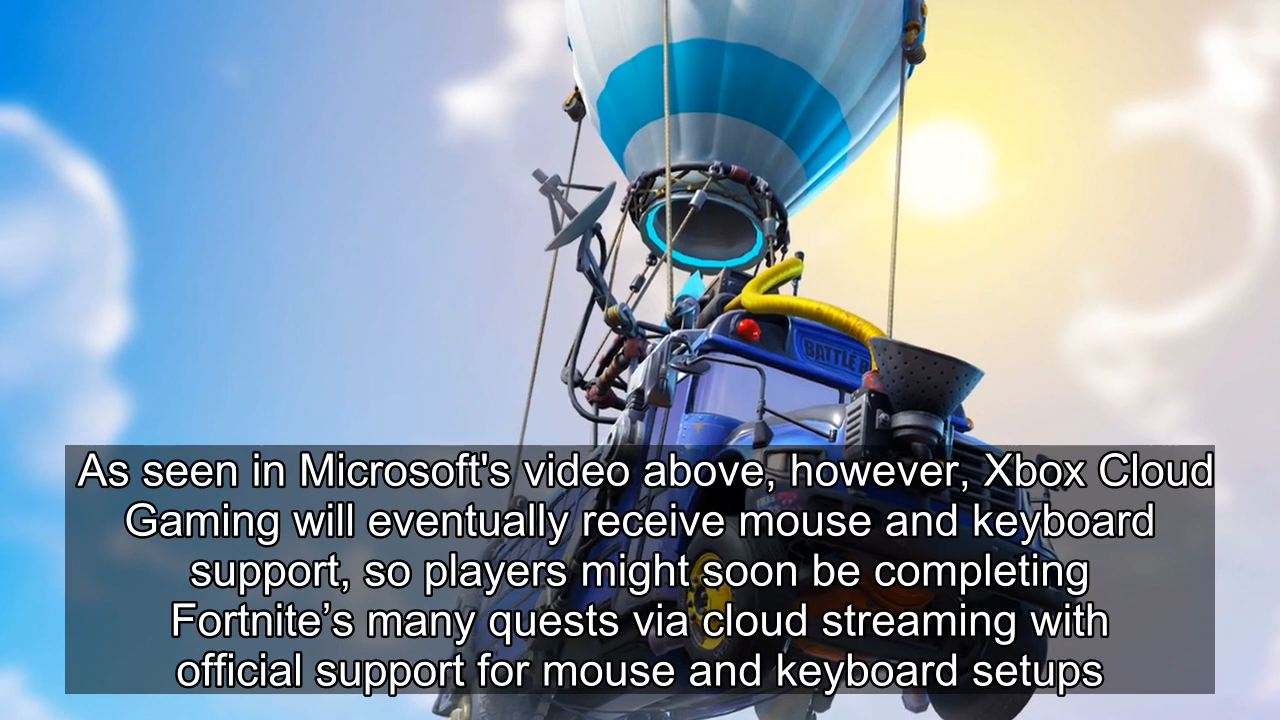 BATTLE
As seen in Microsoft's video above, however, Xbox Cloud
Gaming will eventually receive mouse and keyboard
support, so players might soon be completing
Fortnite’s many quests via cloud streaming with
official support for mouse and keyboard setups